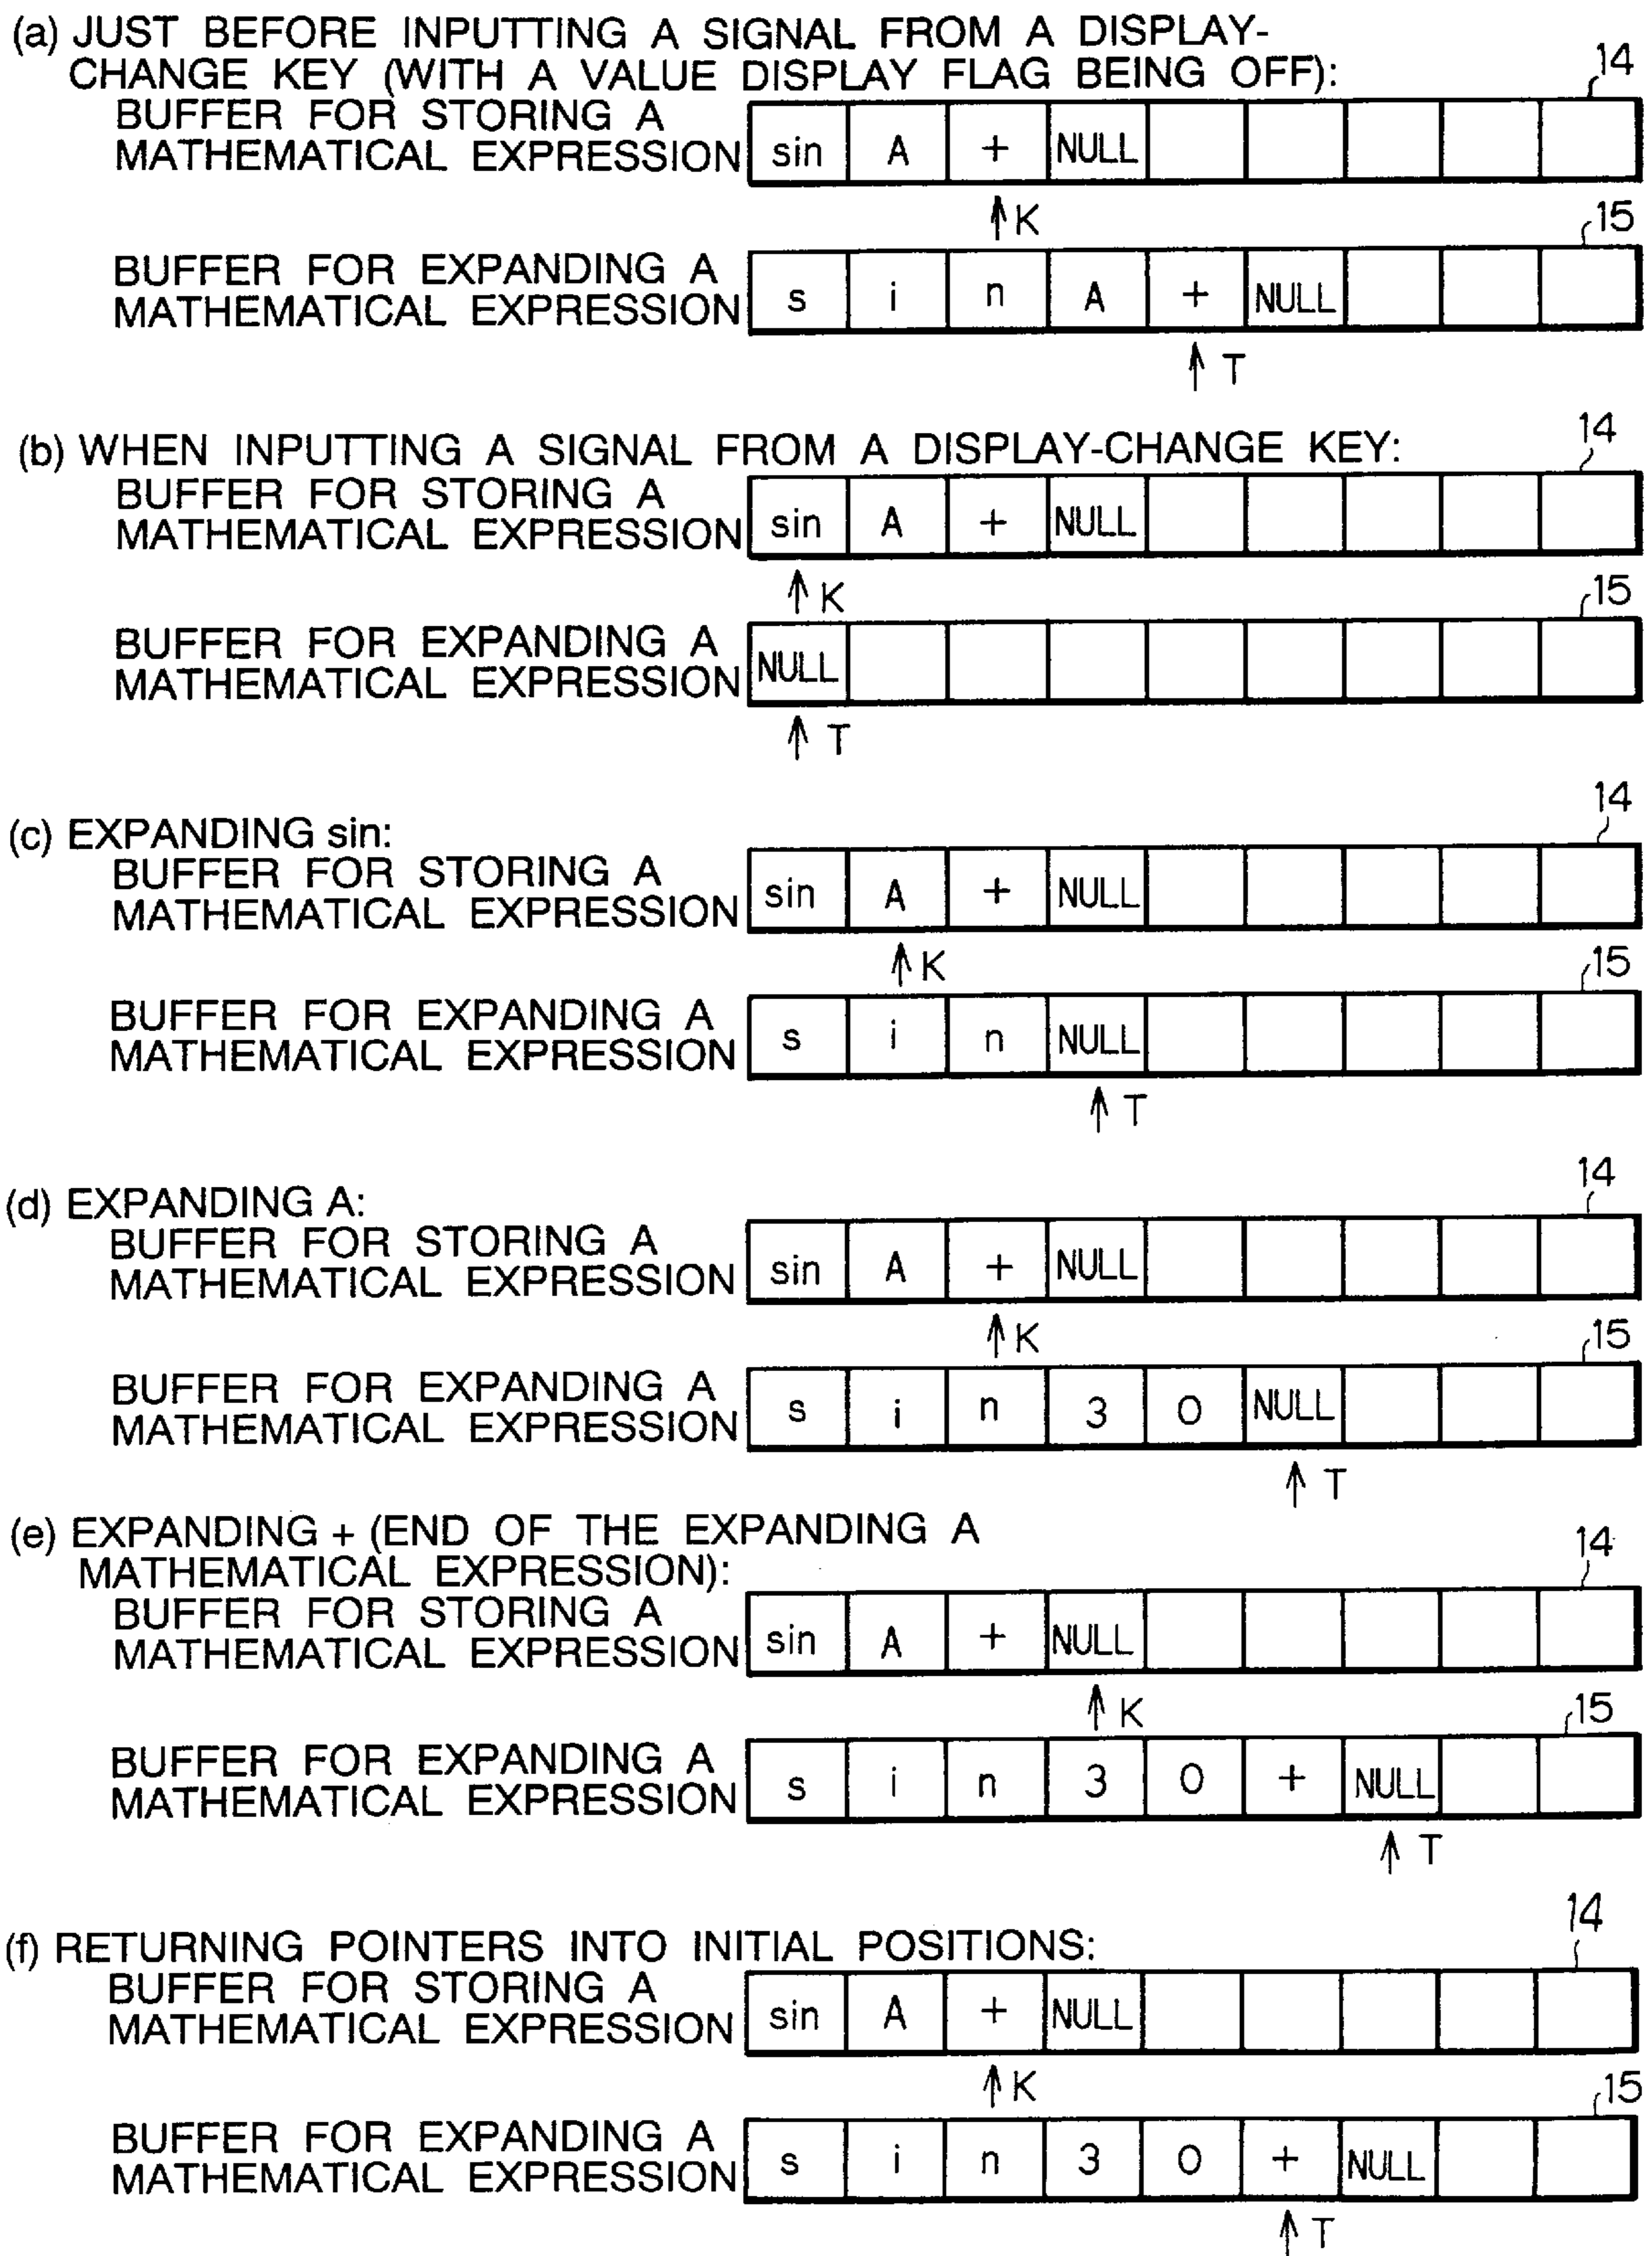 (a) JUST BEFORE INPUTTING A SIGNAL FROM A DISPLAY-
CHANGE KEY (WITH A VALUE DISPLAY FLAG BEING OFF):
14
BUFFER FOR STORING A
MATHEMATICAL EXPRESSION sin A + NULL
K
15
BUFFER FOR EXPANDING A
MATHEMATICAL EXPRESSION s i n A + NULL
T
(b) WHEN INPUTTING A SIGNAL FROM A DISPLAY-CHANGE KEY:
14
BUFFER FOR STORING A
MATHEMATICAL EXPRESSION sin A + NULL
K
15
BUFFER FOR EXPANDING A
MATHEMATICAL EXPRESSION NULL
T
14
(c) EXPANDING sin:
BUFFER FOR STORING A
MATHEMATICAL EXPRESSION sin A + NULL
K
15
BUFFER FOR EXPANDING A
MATHEMATICAL EXPRESSION s i n NULL
T
14
(d) EXPANDING A:
BUFFER FOR STORING A
MATHEMATICAL EXPRESSION sin A + NULL
K
15
BUFFER FOR EXPANDING A
MATHEMATICAL EXPRESSION s i n 3 0 NULL
T
(e) EXPANDING + (END OF THE EXPANDING A
MATHEMATICAL EXPRESSION):
14
BUFFER FOR STORING A
MATHEMATICAL EXPRESSION sin A + NULL
K
15
BUFFER FOR EXPANDING A
MATHEMATICAL EXPRESSION s i n 3 0 + NULL
T
14
(f) RETURNING POINTERS INTO INITIAL POSITIONS:
BUFFER FOR STORING A
MATHEMATICAL EXPRESSION sin A + NULL
K
15
BUFFER FOR EXPANDING A
MATHEMATICAL EXPRESSION s i n 3 0 + NULL
T